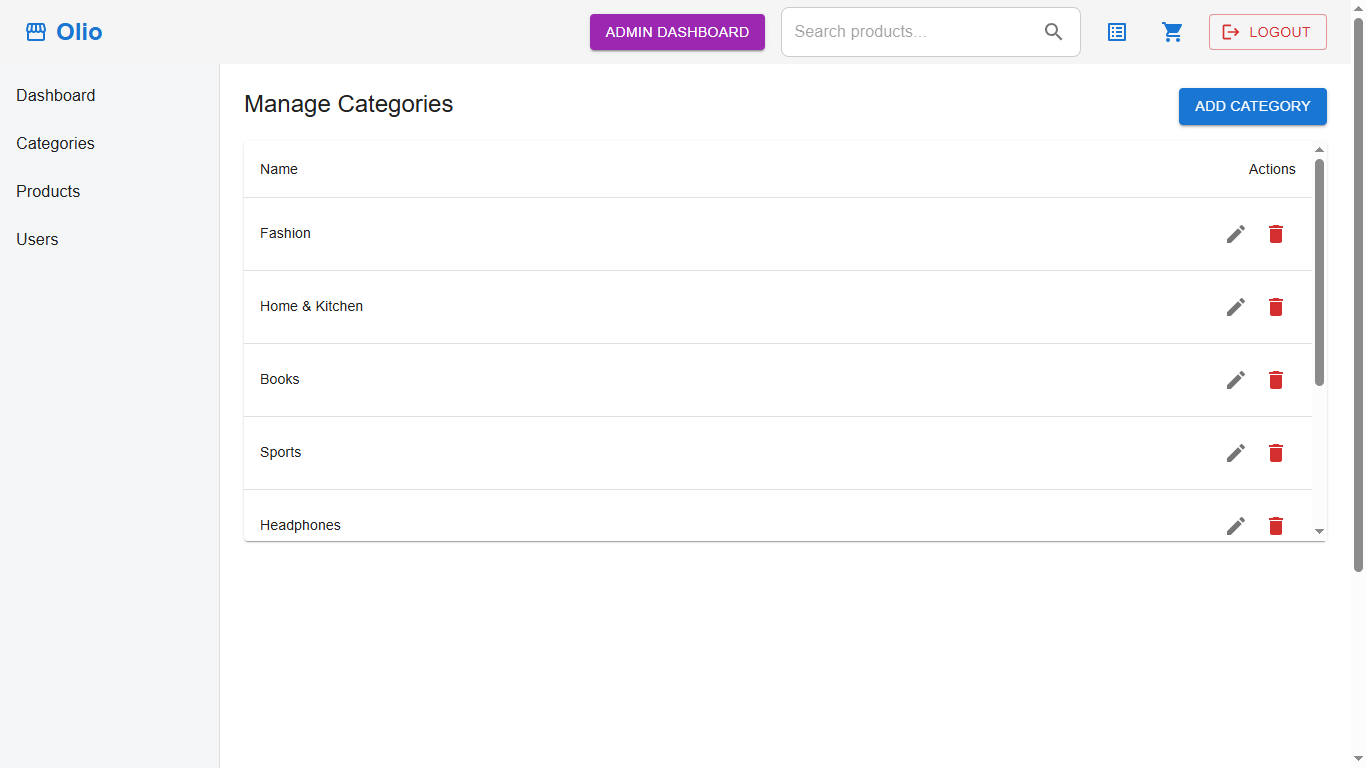 Olio
ADMIN DASHBOARD
Search products...
LOGOUT
Dashboard
Categories
Products
Users
Manage Categories
ADD CATEGORY
Name
Actions
Fashion
Home & Kitchen
Books
Sports
Headphones